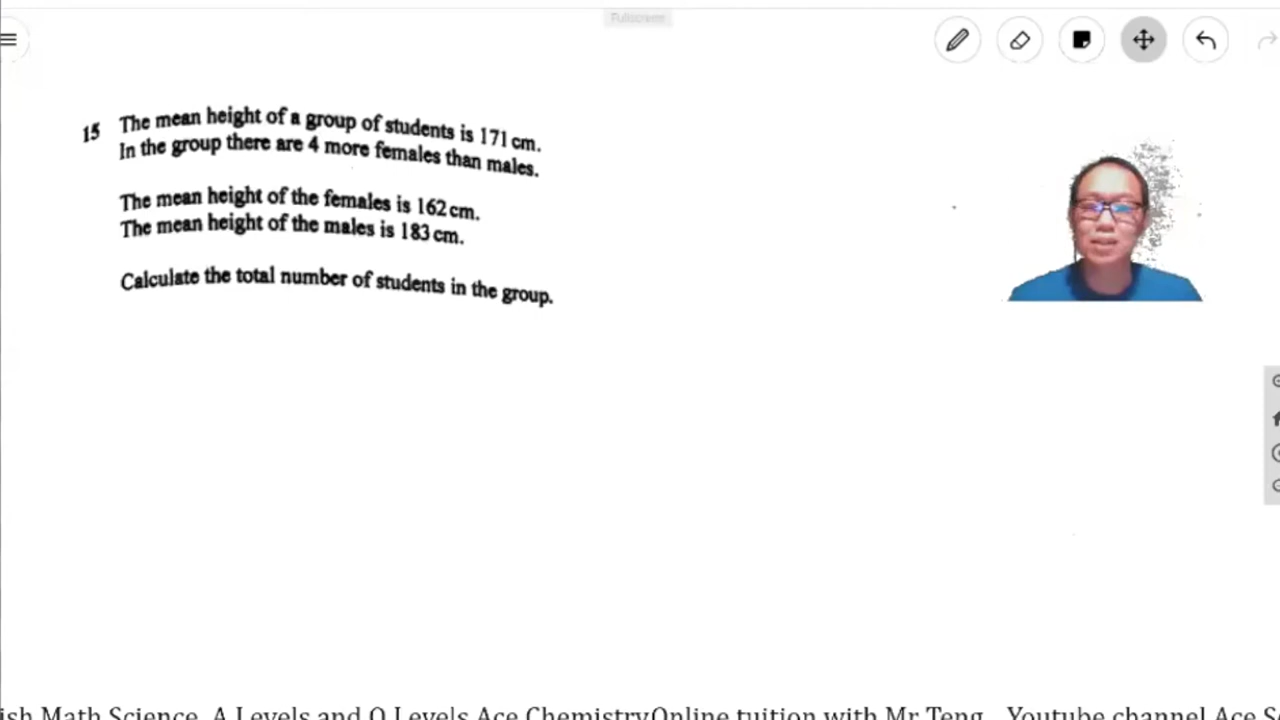 Fullscreen
15 The mean height of a group of students is 171 cm.
In the group there are 4 more females than males.
The mean height of the females is 162 cm.
The mean height of the males is 183 cm.
Calculate the total number of students in the group.
ish Math Science, A Levels and O Levels Ace Chemistry Online tuition with Mr Teng. Youtube channel Ace